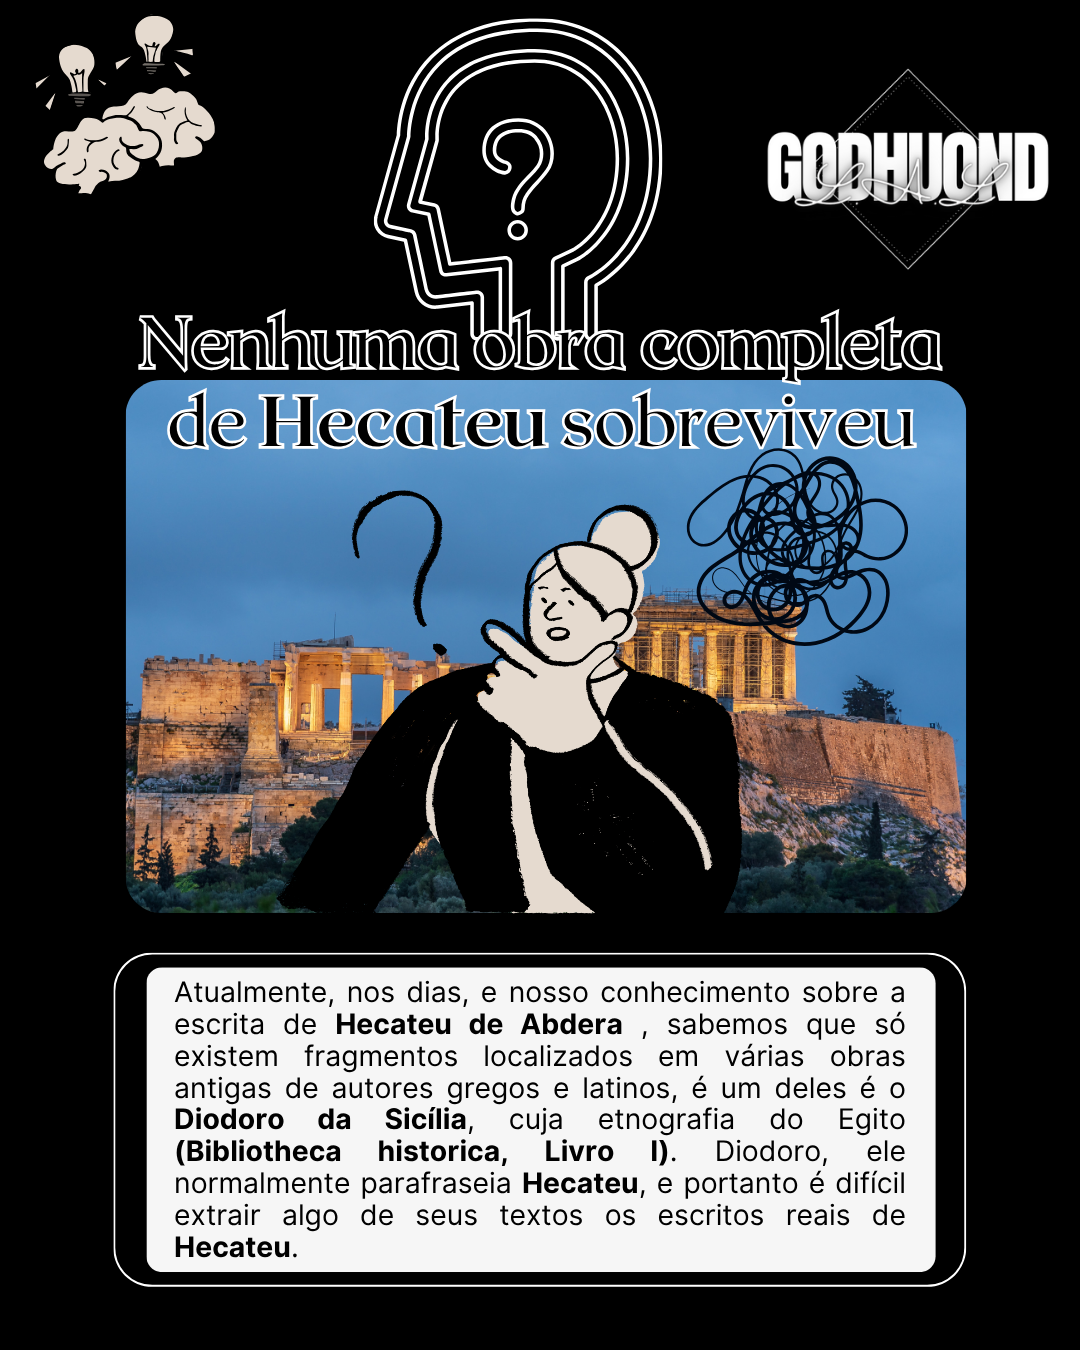 GODHUOND
L.A.L
Nenhuma obra completa
de Hecateu sobreviveu
Atualmente, nos dias, e nosso conhecimento sobre a
escrita de Hecateu de Abdera , sabemos que só
existem fragmentos localizados em várias obras
antigas de autores gregos e latinos, é um deles é o
Diodoro da Sicília, cuja etnografia do Egito
(Bibliotheca historica, Livro I). Diodoro, ele
normalmente parafraseia Hecateu, e portanto é difícil
extrair algo de seus textos os escritos reais de
Hecateu.